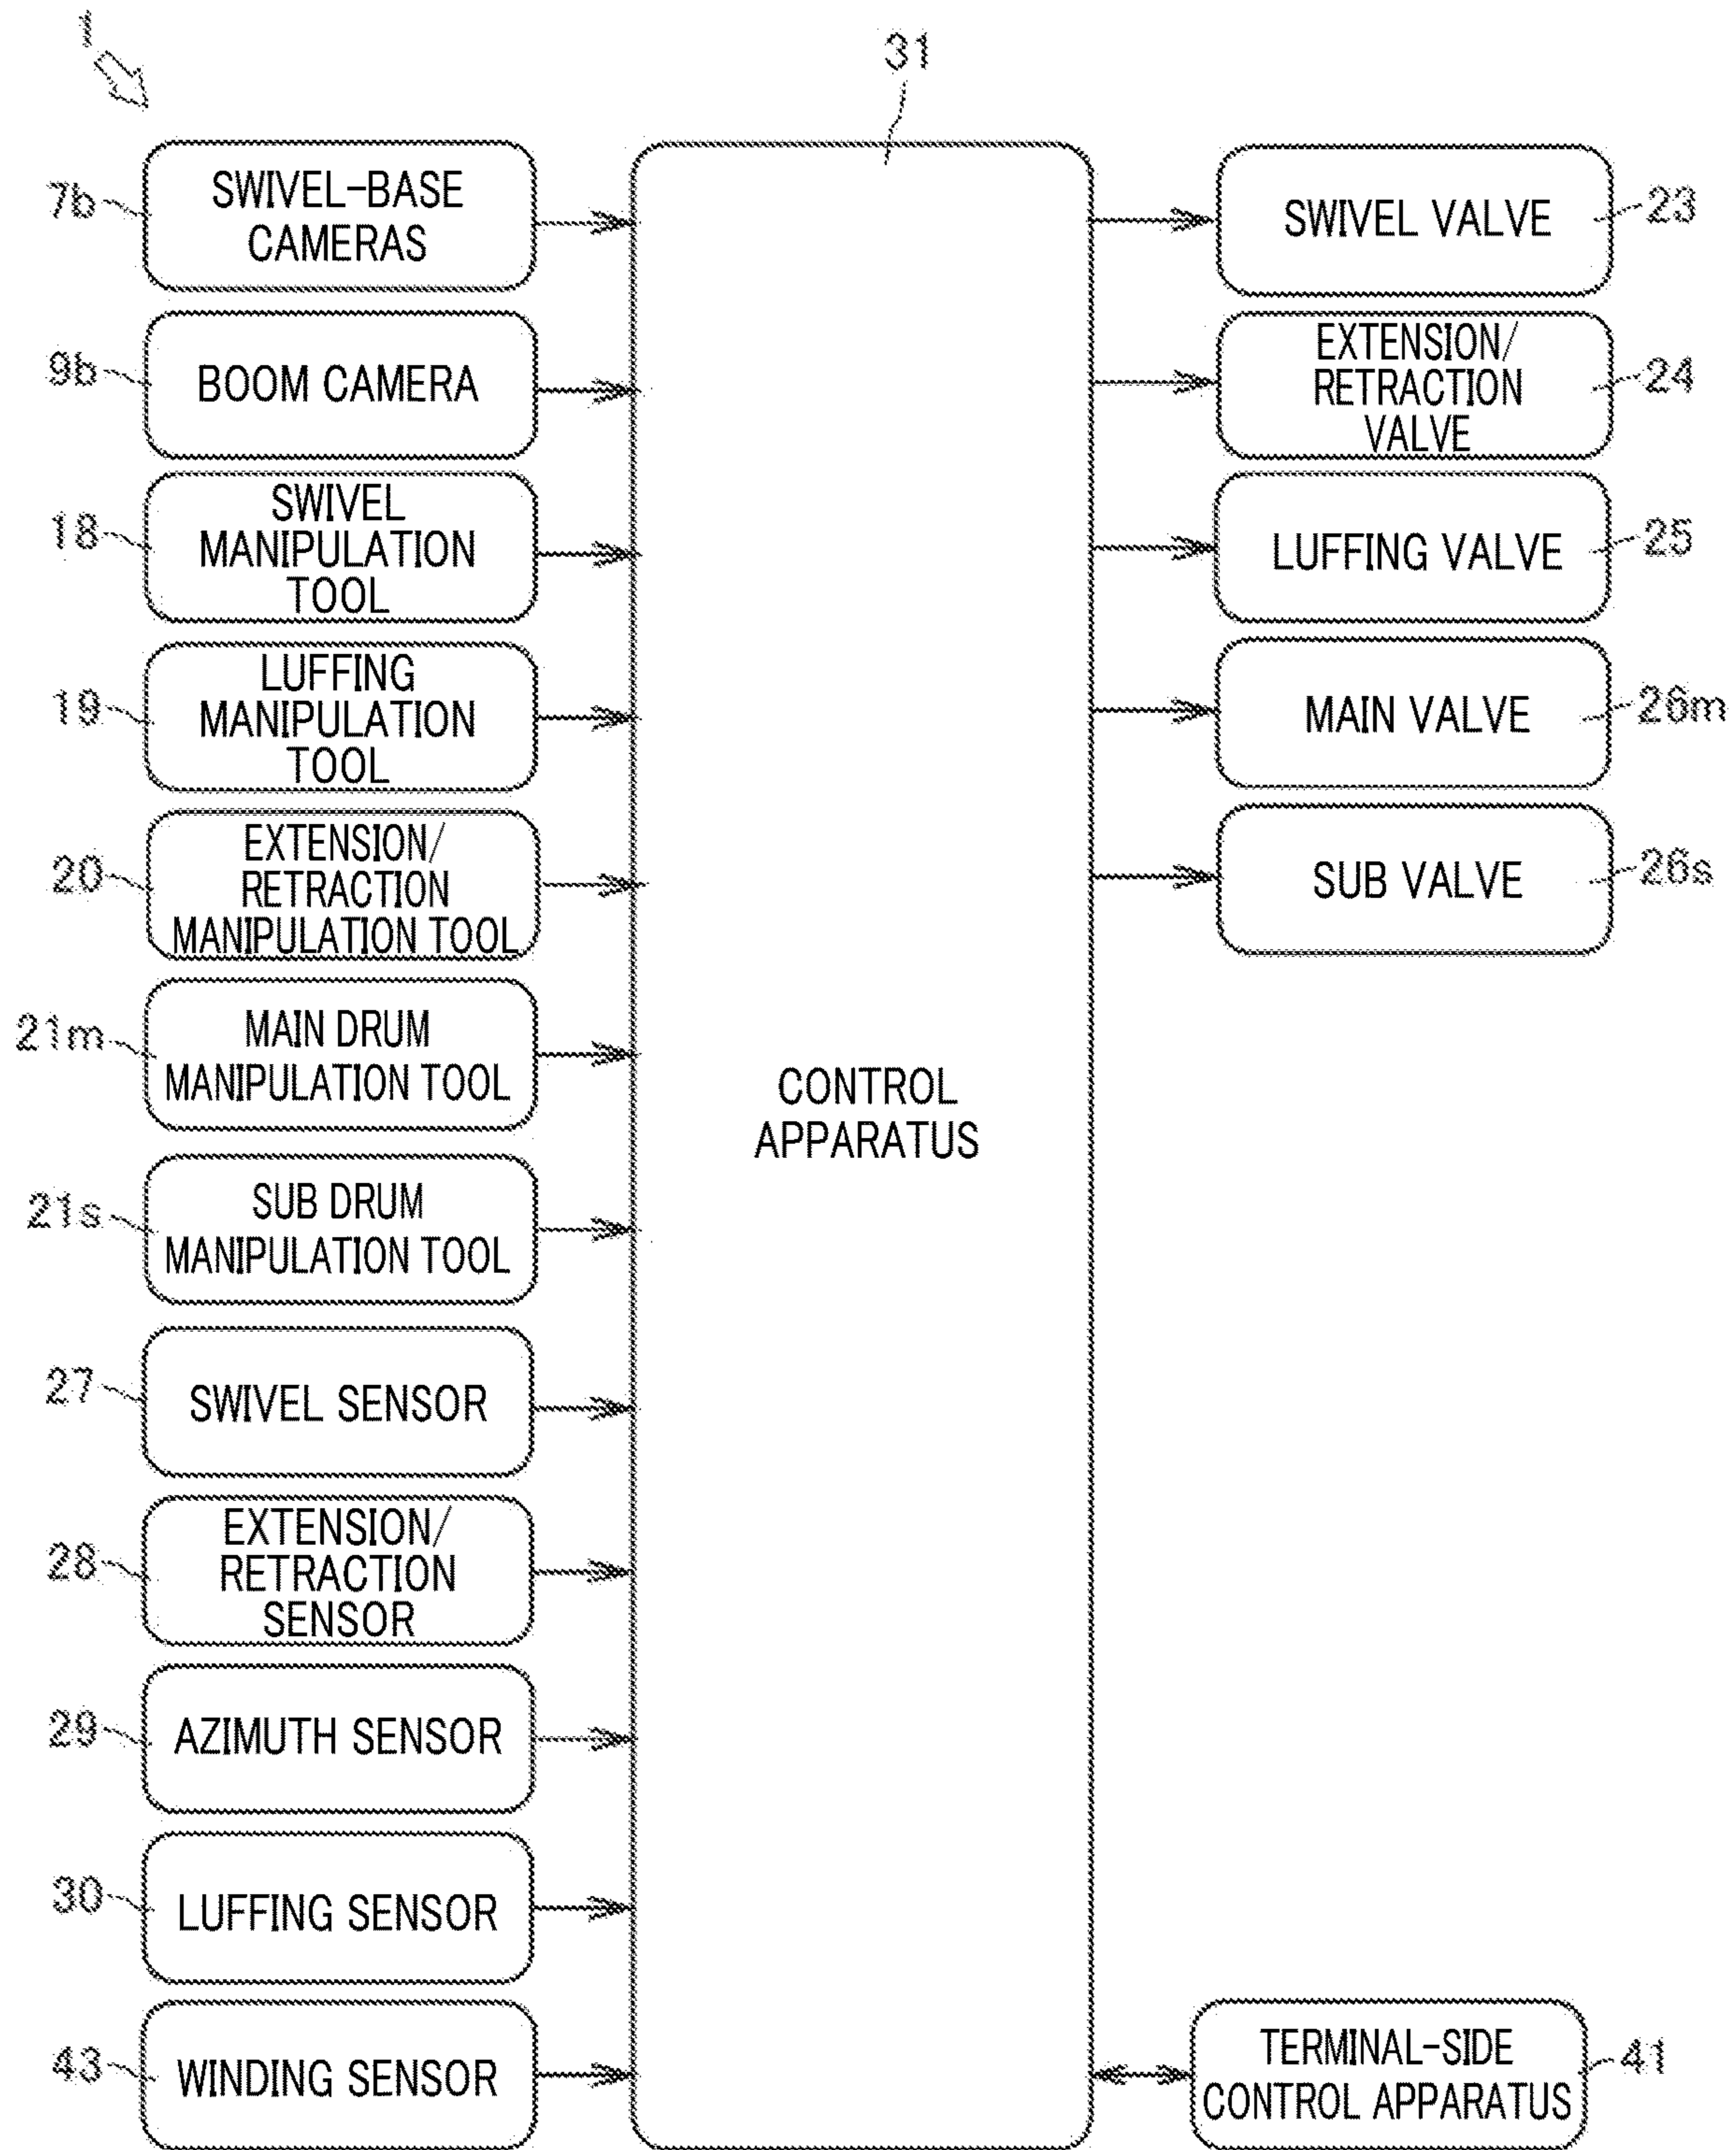 1
31
7b
SWIVEL-BASE
CAMERAS
9b
BOOM CAMERA
18
SWIVEL
MANIPULATION
TOOL
19
LUFFING
MANIPULATION
TOOL
20
EXTENSION/
RETRACTION
MANIPULATION TOOL
21m
MAIN DRUM
MANIPULATION TOOL
21s
SUB DRUM
MANIPULATION TOOL
27
SWIVEL SENSOR
28
EXTENSION/
RETRACTION
SENSOR
29
AZIMUTH SENSOR
30
LUFFING SENSOR
43
WINDING SENSOR
CONTROL
APPARATUS
SWIVEL VALVE
23
EXTENSION/
RETRACTION
VALVE
24
LUFFING VALVE
25
MAIN VALVE
26m
SUB VALVE
26s
TERMINAL-SIDE
CONTROL APPARATUS
41